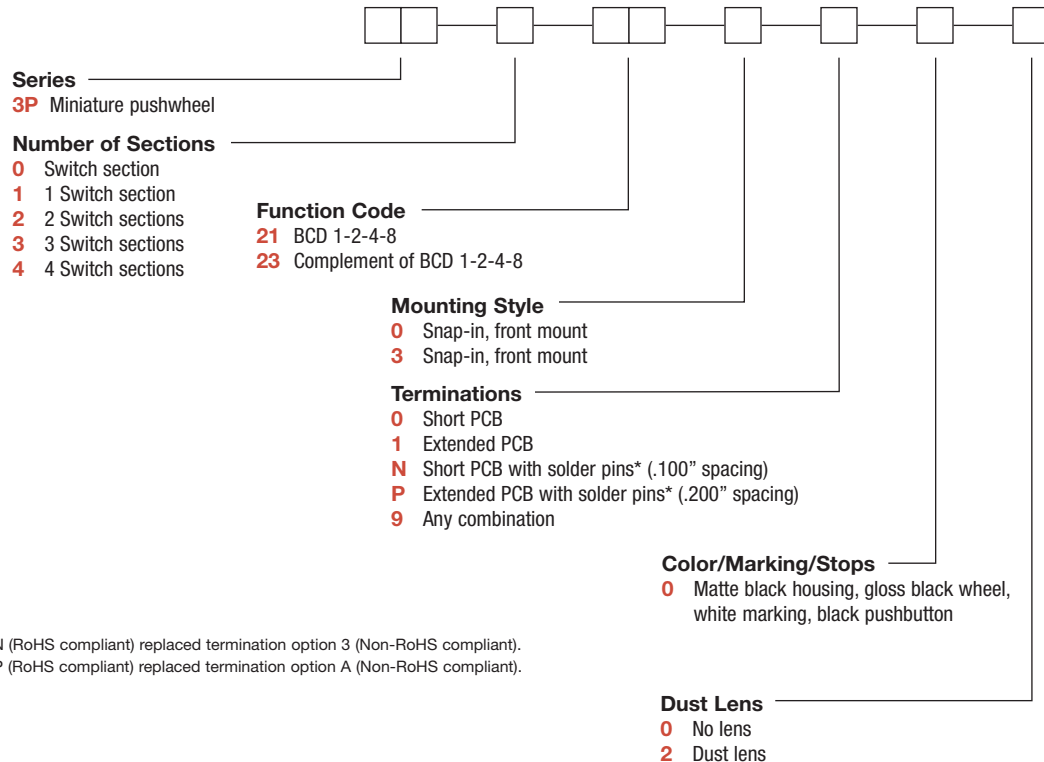 Series
3P Miniature pushwheel
Number of Sections
0 Switch section
1 1 Switch section
2 2 Switch sections
3 3 Switch sections
4 4 Switch sections
Function Code
21 BCD 1-2-4-8
23 Complement of BCD 1-2-4-8
Mounting Style
0 Snap-in, front mount
3 Snap-in, front mount
Terminations
0 Short PCB
1 Extended PCB
N Short PCB with solder pins* (.100” spacing)
P Extended PCB with solder pins* (.200” spacing)
9 Any combination
Color/Marking/Stops
0 Matte black housing, gloss black wheel,
white marking, black pushbutton
N (RoHS compliant) replaced termination option 3 (Non-RoHS compliant).
P (RoHS compliant) replaced termination option A (Non-RoHS compliant).
Dust Lens
0 No lens
2 Dust lens